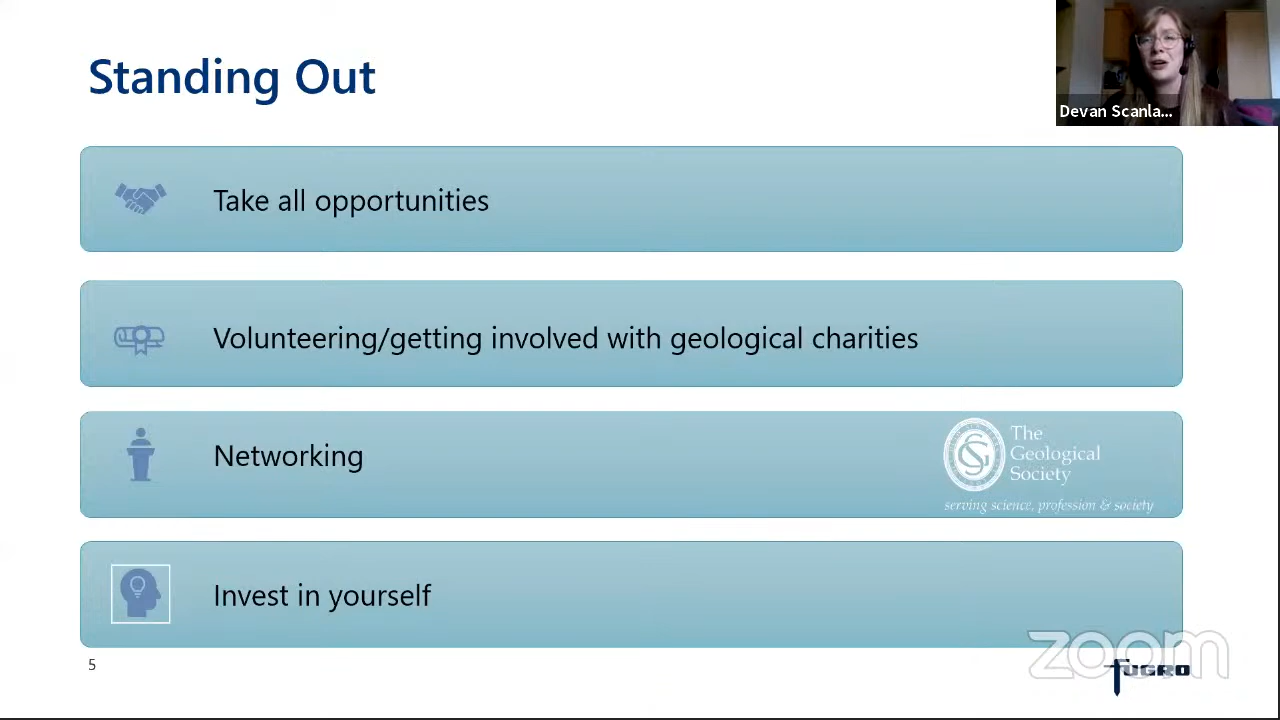 Standing Out
Devan Scanla...
Take all opportunities
Volunteering/getting involved with geological charities
Networking
The
Geological
Society
serving science, profession & society
Invest in yourself
5
zoom
FUGRO